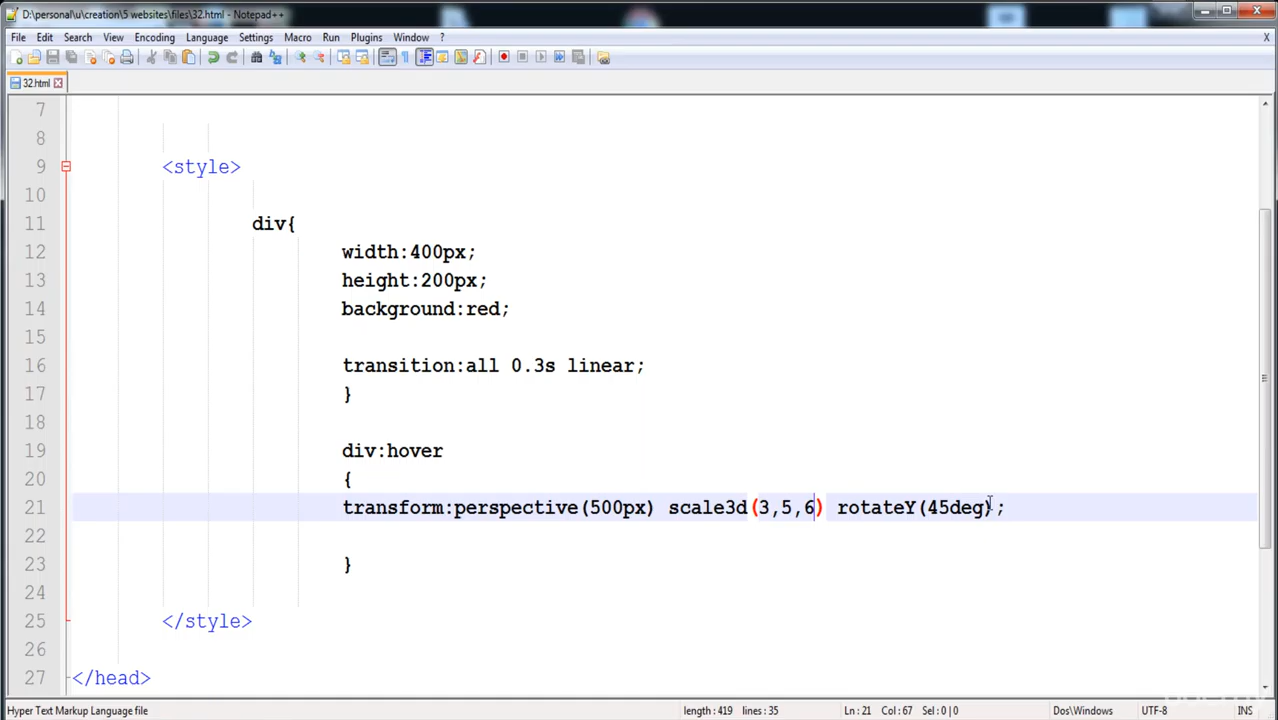 D:\personal\u\creation\5 websites\files\32.html - Notepad++
File Edit Search View Encoding Language Settings Macro Run Plugins Window ? X
32.html
7
8
9 <style>
10
11 div{
12 width:400px;
13 height:200px;
14 background:red;
15
16 transition:all 0.3s linear;
17 }
18
19 div:hover
20 {
21 transform:perspective(500px) scale3d(3,5,6) rotateY(45deg);
22
23 }
24
25 </style>
26
27 </head>
Hyper Text Markup Language file length : 419 lines : 35 Ln : 21 Col : 67 Sel : 0 | 0 Dos\Windows UTF-8 INS